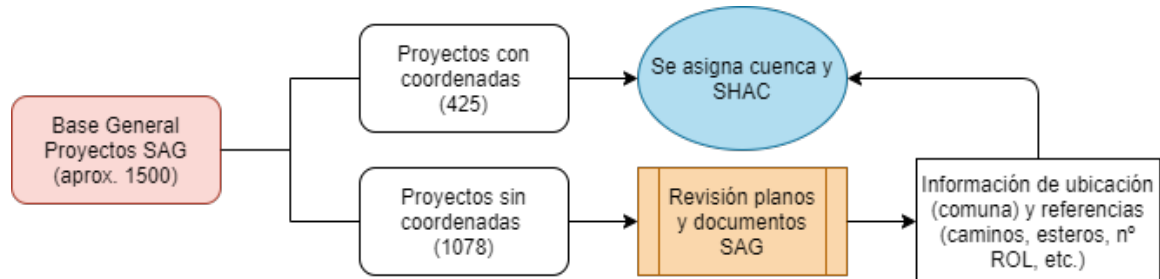 Base General
Proyectos SAG
(aprox. 1500)
Proyectos con
coordenadas
(425)
Se asigna cuenca y
SHAC
Proyectos sin
coordenadas
(1078)
Revisión planos
y documentos
SAG
Información de ubicación
(comuna) y referencias
(caminos, esteros, nº
ROL, etc.)